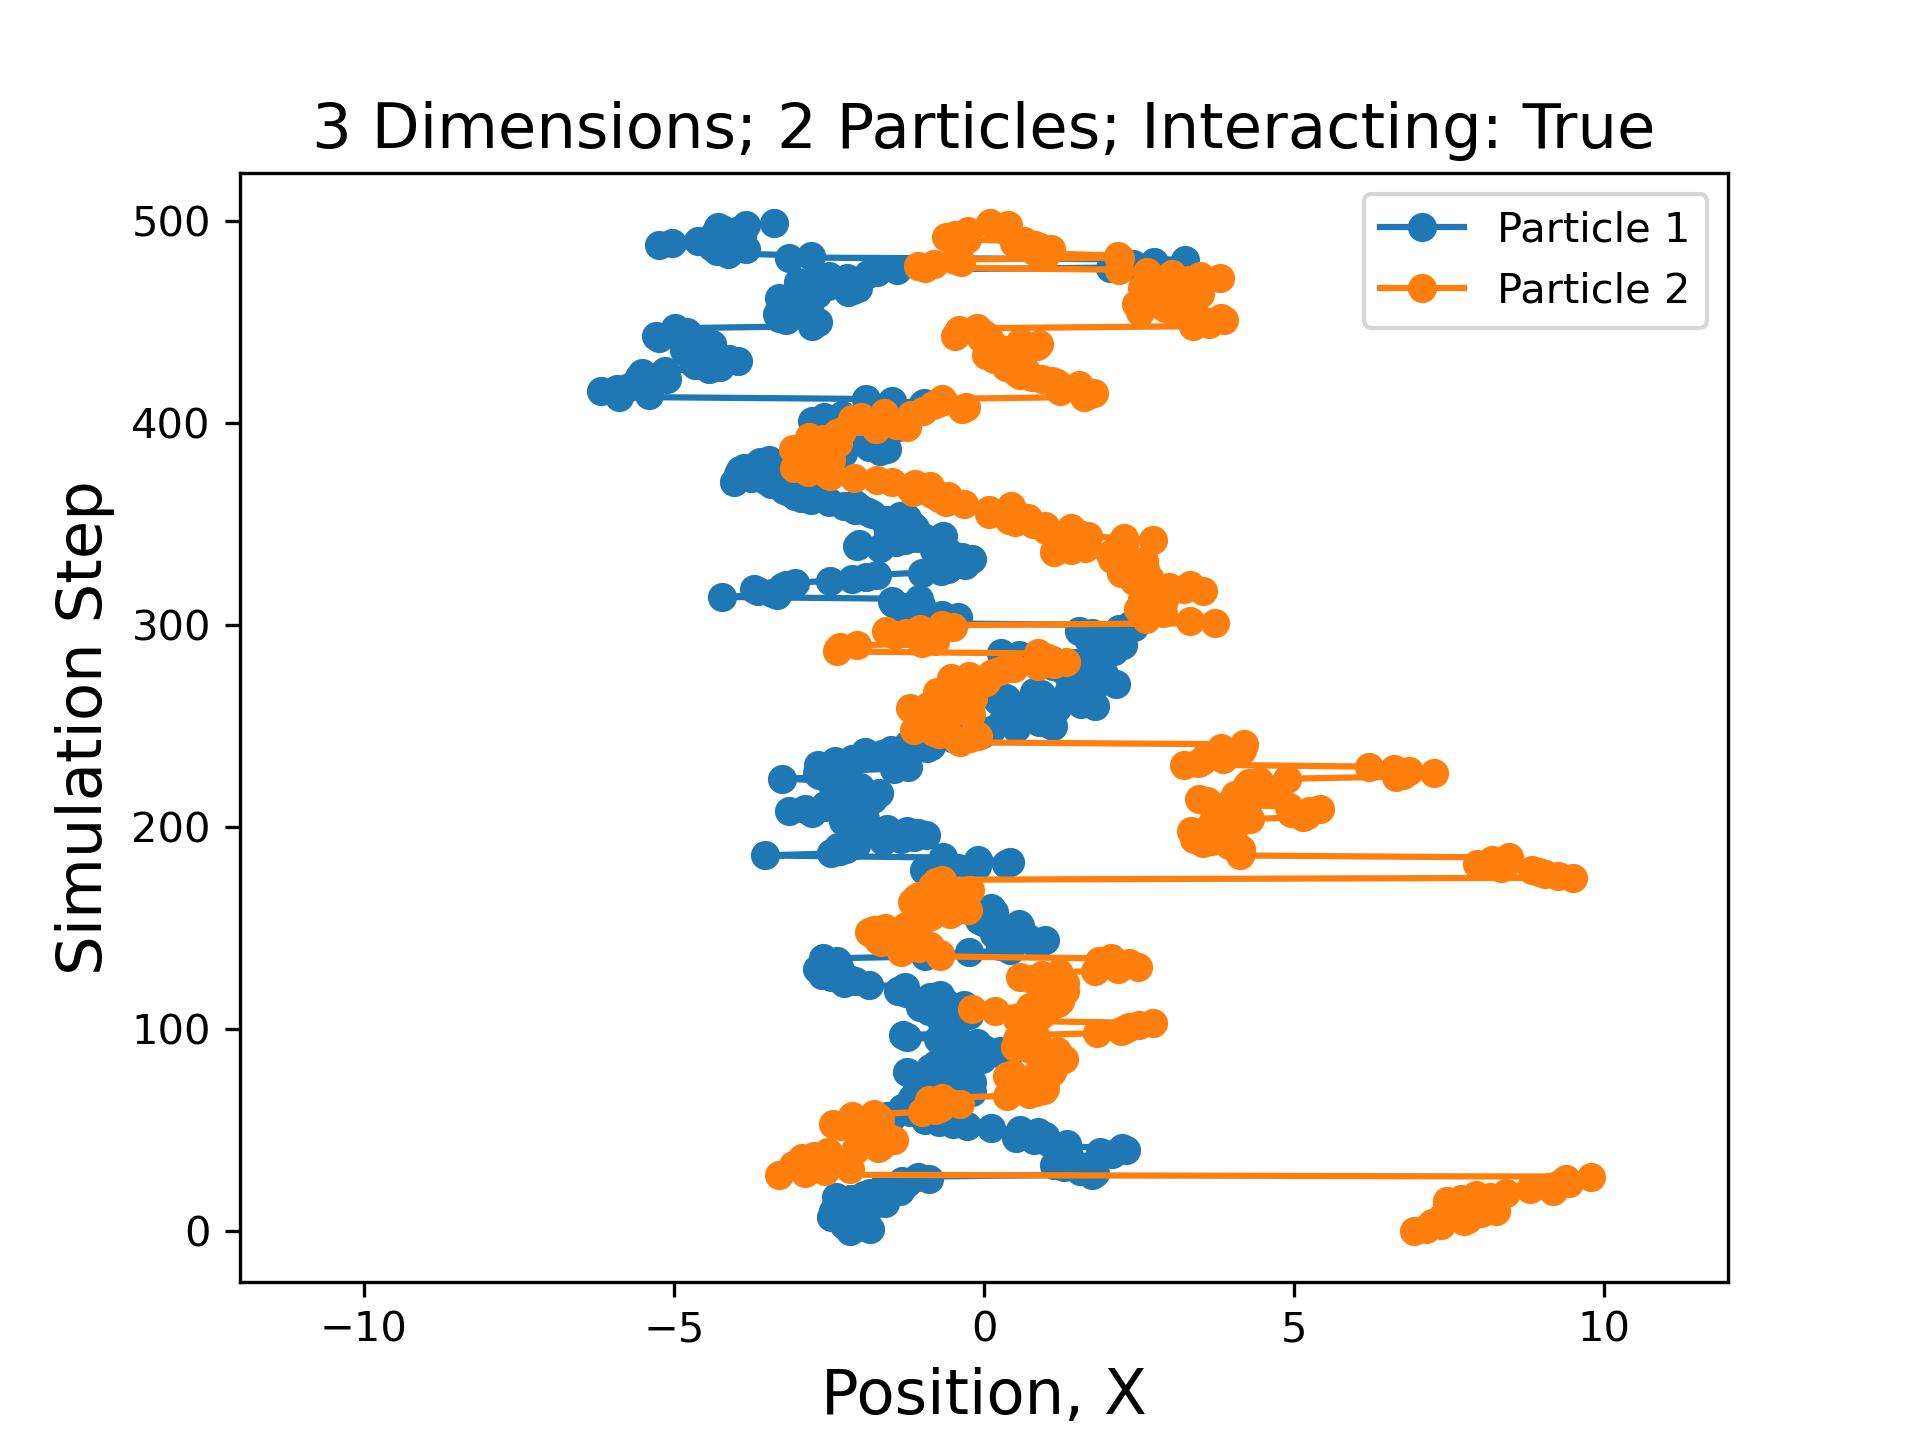 3 Dimensions; 2 Particles; Interacting: True
Particle 1
Particle 2
Simulation Step
500
400
300
200
100
0
−10
−5
0
5
10
Position, X